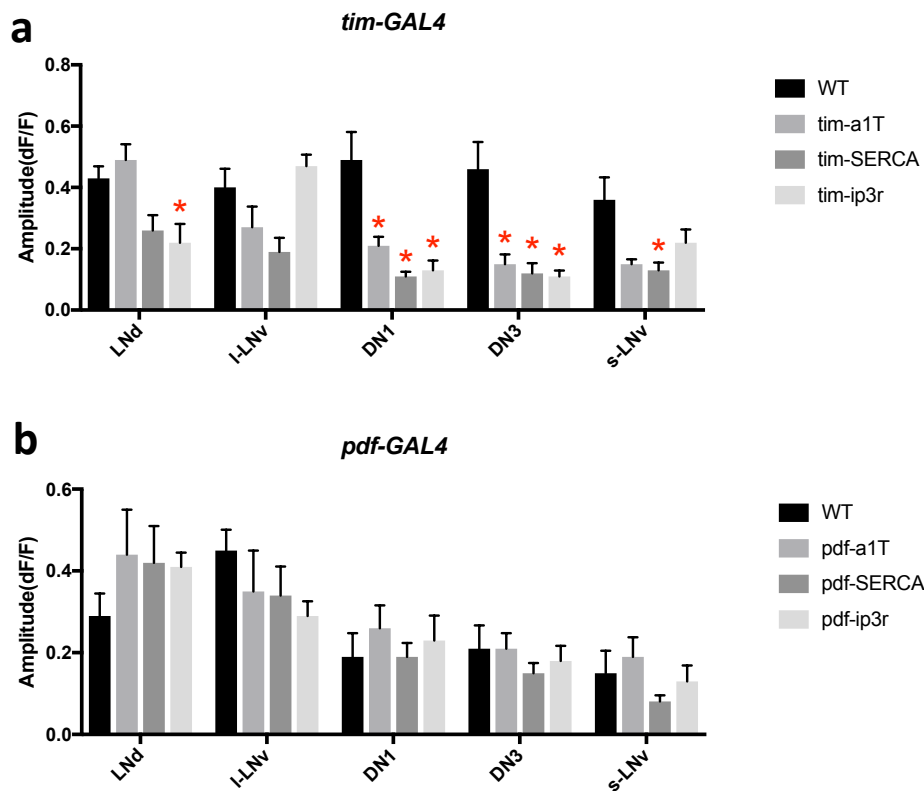 a
tim-GAL4
Amplitude(dF/F)
0.8
0.6
0.4
0.2
0.0
* * * * * * * *
LNd
l-LNv
DN1
DN3
s-LNv
WT
tim-a1T
tim-SERCA
tim-ip3r
b
pdf-GAL4
Amplitude(dF/F)
0.6
0.4
0.2
0.0
LNd
l-LNv
DN1
DN3
s-LNv
WT
pdf-a1T
pdf-SERCA
pdf-ip3r